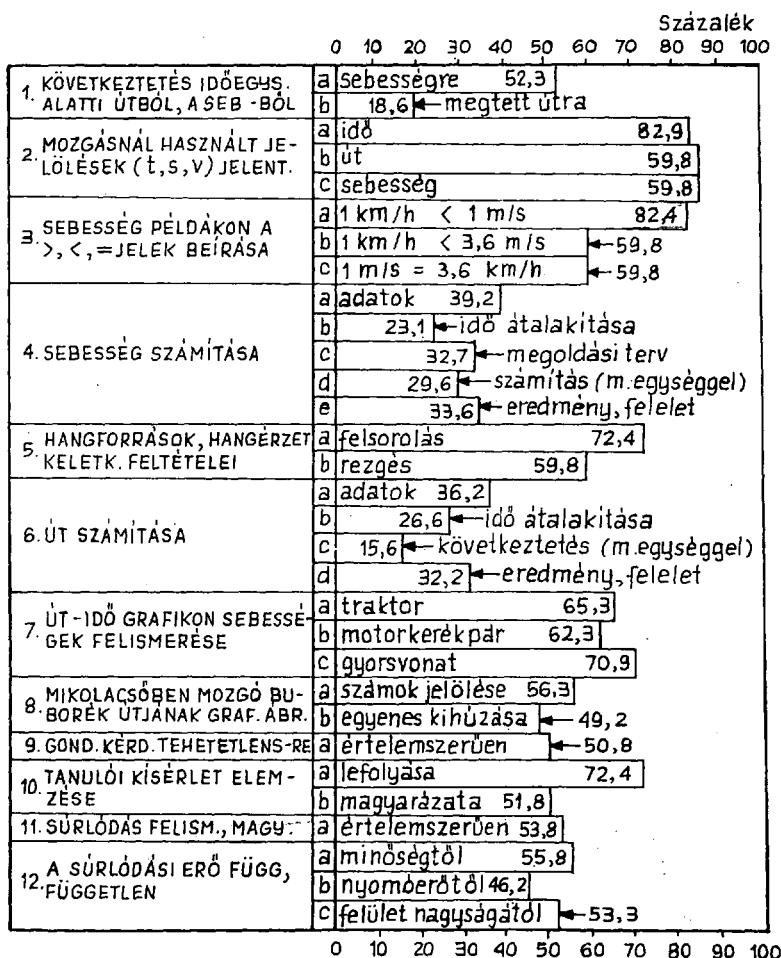 Százalék
0 10 20 30 40 50 60 70 80 90 100
1. KÖVETKEZTETÉS IDŐEGYS.
ALATTI ÚTBÓL, A SEB-BŐL
a sebességre 52,3
b 18,6 ← megtett útra
2. MOZGÁSNÁL HASZNÁLT JE-
LÖLÉSEK (t,s,v) JELENT.
a idő 82,9
b út 59,8
c sebesség 59,8
3. SEBESSÉG PÉLDÁKON A
>,<,=JELEK BEÍRÁSA
a 1 km/h < 1 m/s 82,4
b 1 km/h < 3,6 m/s ← 59,8
c 1 m/s = 3,6 km/h ← 59,8
4. SEBESSÉG SZÁMÍTÁSA
a adatok 39,2
b 23,1 ← idő átalakítása
c 32,7 ← megoldási terv
d 29,6 ← számítás (m.egységgel)
e 33,6 ← eredmény, felelet
5. HANGFORRÁSOK, HANGÉRZET
KELETK. FELTÉTELEI
a felsorolás 72,4
b rezgés 59,8
6. ÚT SZÁMÍTÁSA
a adatok 36,2
b 26,6 ← idő átalakítása
c 15,6 ← következtetés (m.egységgel)
d 32,2 ← eredmény, felelet
7. ÚT-IDŐ GRAFIKON SEBESSÉ-
GEK FELISMERÉSE
a traktor 65,3
b motorkerékpár 62,3
c gyorsvonat 70,9
8. MIKOLACSŐBEN MOZGÓ BU-
BORÉK ÚTJÁNAK GRAF. ÁBR.
a számok jelölése 56,3
b egyenes kihúzása ← 49,2
9. GOND. KÉRD. TEHETETLENS-RE
a értelemszerűen ← 50,8
10. TANULÓI KÍSÉRLET ELEM-
ZÉSE
a lefolyása 72,4
b magyarázata 51,8
11. SÚRLÓDÁS FELISM., MAGY.
a értelemszerűen 53,8
12. A SÚRLÓDÁSI ERŐ FÜGG,
FÜGGETLEN
a minőségtől 55,8
b nyomóerőtől 46,2
c felület nagyságától ← 53,3
0 10 20 30 40 50 60 70 80 90 100